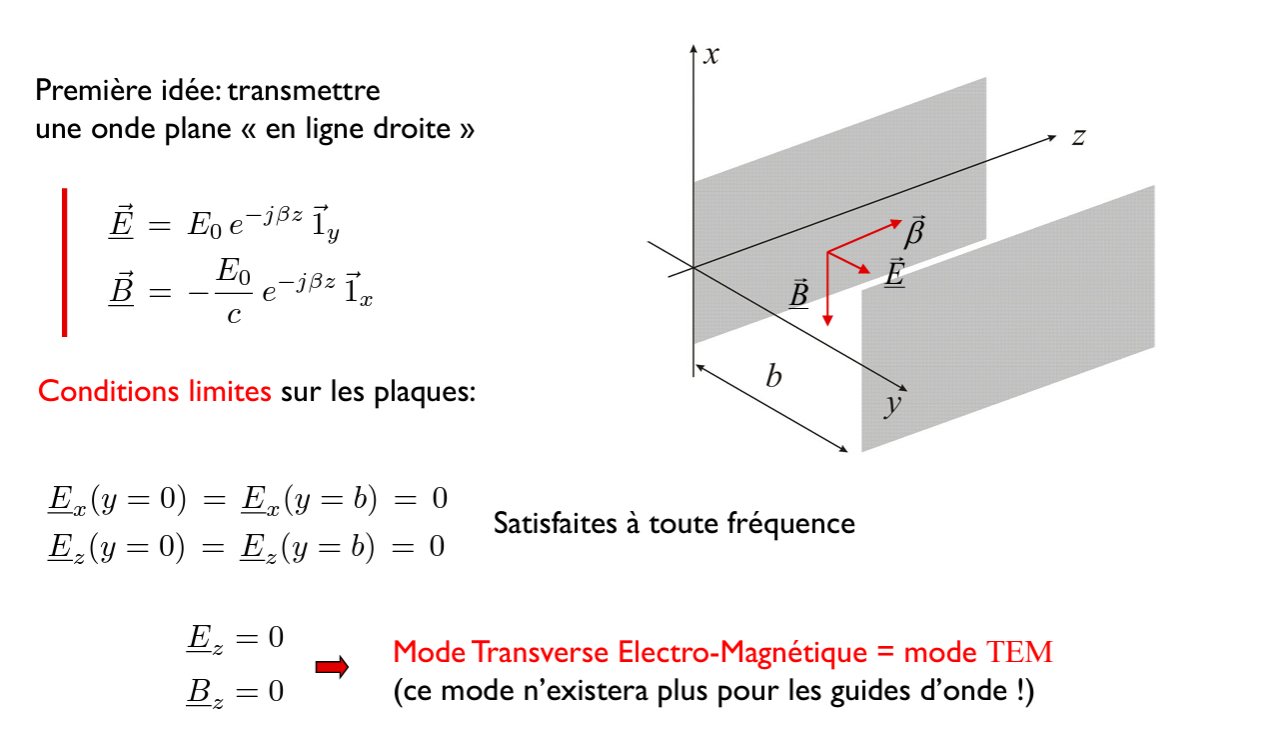 Première idée: transmettre
une onde plane « en ligne droite »
$\underline{\vec{E}} = E_0 \, e^{-j\beta z} \, \vec{1}_y$
$\underline{\vec{B}} = -\dfrac{E_0}{c} \, e^{-j\beta z} \, \vec{1}_x$
Conditions limites sur les plaques:
$\underline{E}_x(y = 0) = \underline{E}_x(y = b) = 0$
$\underline{E}_z(y = 0) = \underline{E}_z(y = b) = 0$
Satisfaites à toute fréquence
$\underline{E}_z = 0$
$\underline{B}_z = 0$
Mode Transverse Electro-Magnétique = mode TEM
(ce mode n’existera plus pour les guides d’onde !)
x
z
$\vec{\beta}$
$\underline{\vec{E}}$
$\underline{\vec{B}}$
b
y